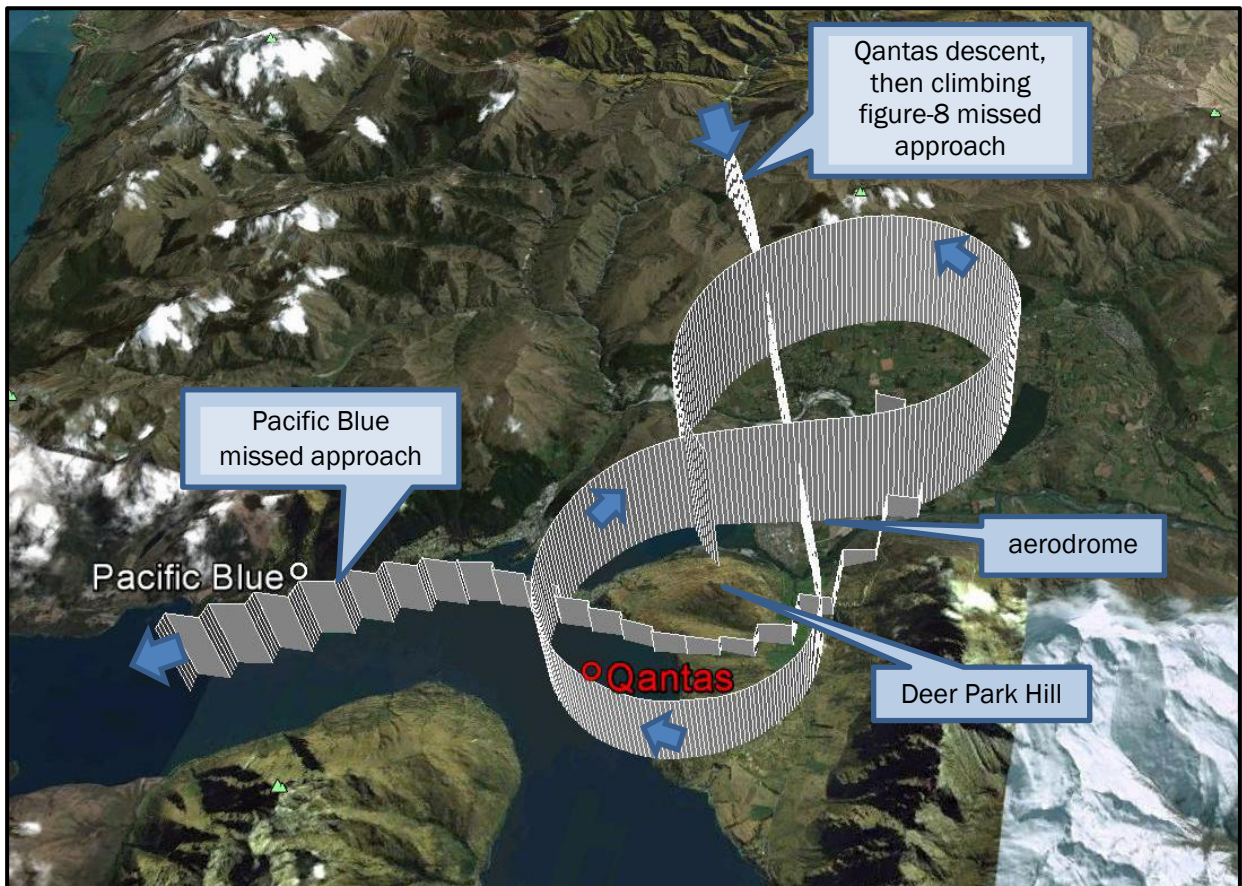 Qantas descent,
then climbing
figure-8 missed
approach
Pacific Blue
missed approach
aerodrome
Pacific Blue
Qantas
Deer Park Hill